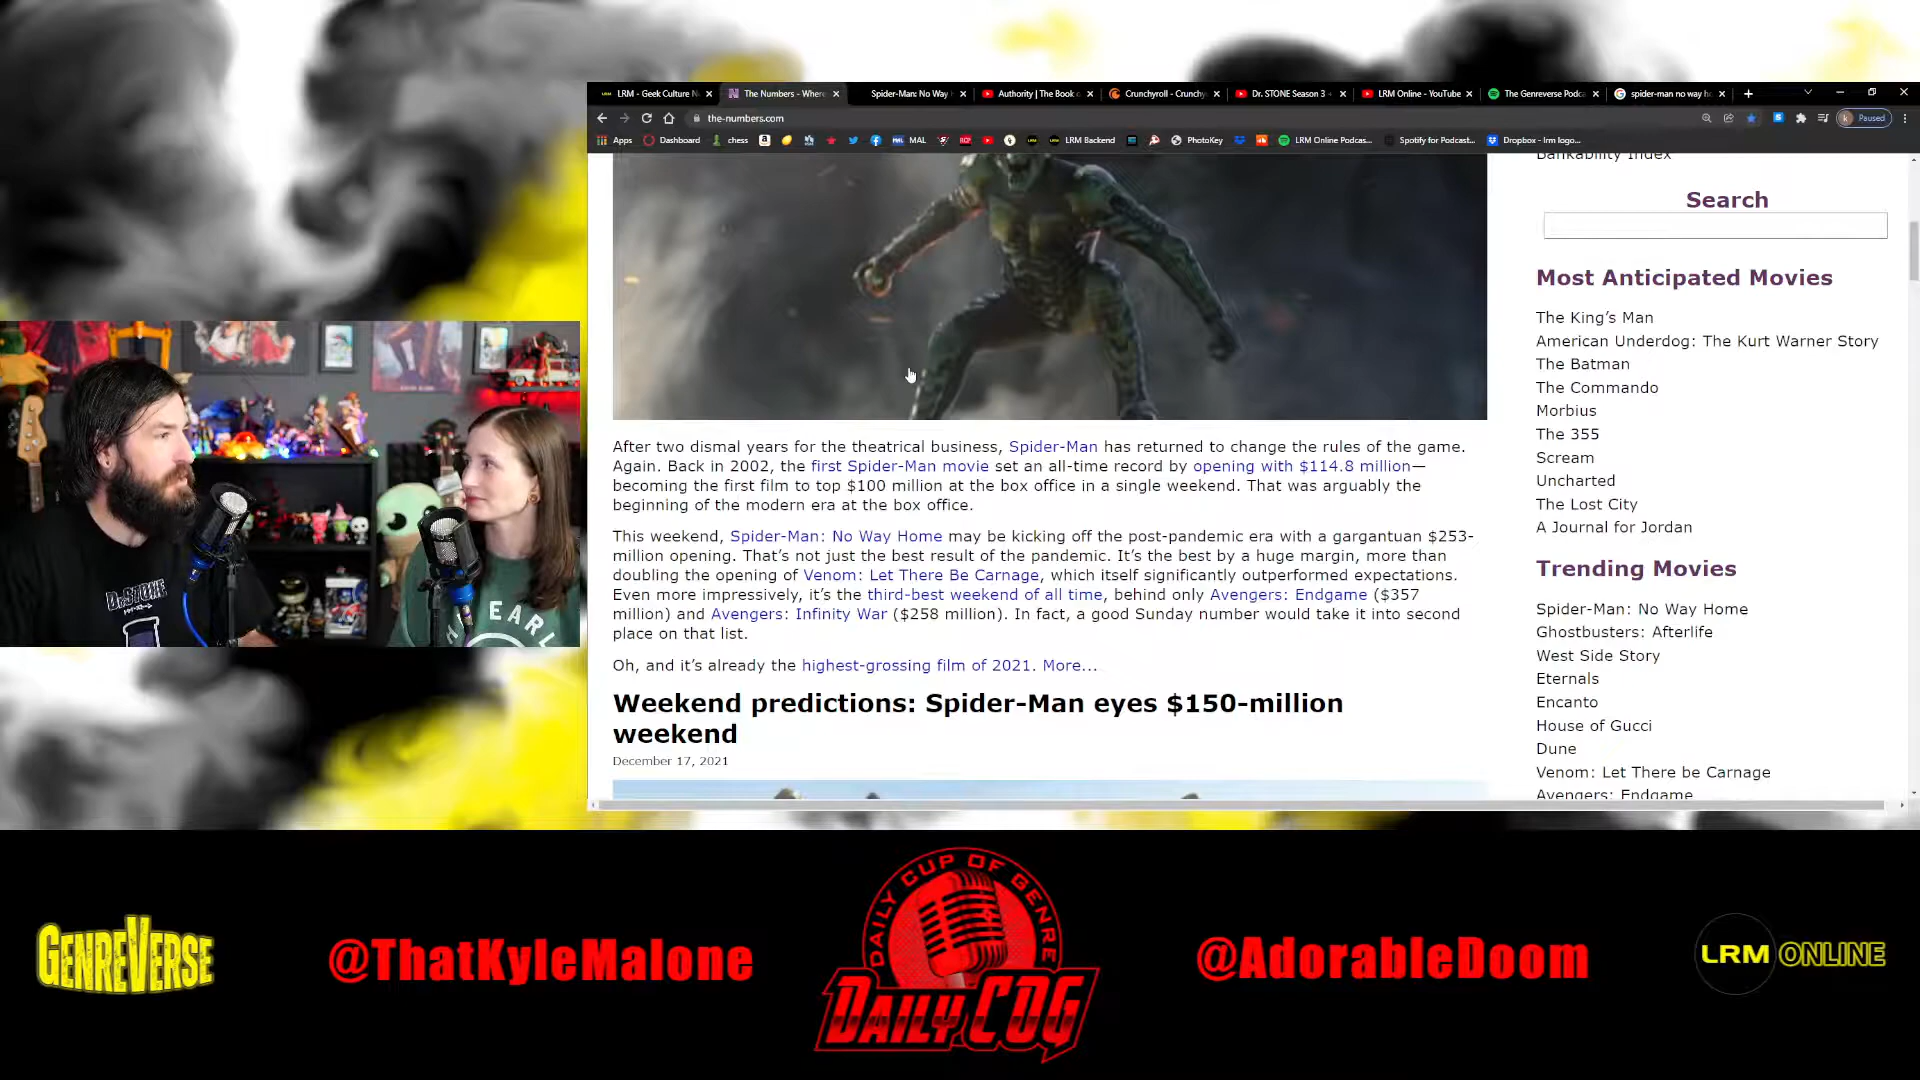 LRM - Geek Culture N
The Numbers - Where
Spider-Man: No Way
Authority | The Book o
Crunchyroll - Crunchy
Dr. STONE Season 3
LRM Online - YouTube
The Genreverse Podca
spider-man no way h
the-numbers.com
Paused
Apps
Dashboard
chess
MAL
LRM Backend
PhotoKey
LRM Online Podcas...
Spotify for Podcast...
Dropbox - lrm logo...
Bankability Index
Search
Most Anticipated Movies
The King's Man
American Underdog: The Kurt Warner Story
The Batman
The Commando
Morbius
The 355
Scream
Uncharted
The Lost City
A Journal for Jordan
Trending Movies
Spider-Man: No Way Home
Ghostbusters: Afterlife
West Side Story
Eternals
Encanto
House of Gucci
Dune
Venom: Let There be Carnage
Avengers: Endgame
After two dismal years for the theatrical business, Spider-Man has returned to change the rules of the game.
Again. Back in 2002, the first Spider-Man movie set an all-time record by opening with $114.8 million—
becoming the first film to top $100 million at the box office in a single weekend. That was arguably the
beginning of the modern era at the box office.
This weekend, Spider-Man: No Way Home may be kicking off the post-pandemic era with a gargantuan $253-
million opening. That's not just the best result of the pandemic. It's the best by a huge margin, more than
doubling the opening of Venom: Let There Be Carnage, which itself significantly outperformed expectations.
Even more impressively, it's the third-best weekend of all time, behind only Avengers: Endgame ($357
million) and Avengers: Infinity War ($258 million). In fact, a good Sunday number would take it into second
place on that list.
Oh, and it's already the highest-grossing film of 2021. More...
Weekend predictions: Spider-Man eyes $150-million
weekend
December 17, 2021
Dr.STONE
EARL
GENREVERSE
@ThatKyleMalone
DAILY CUP OF GENRE
DAILY COG
@AdorableDoom
LRM ONLINE